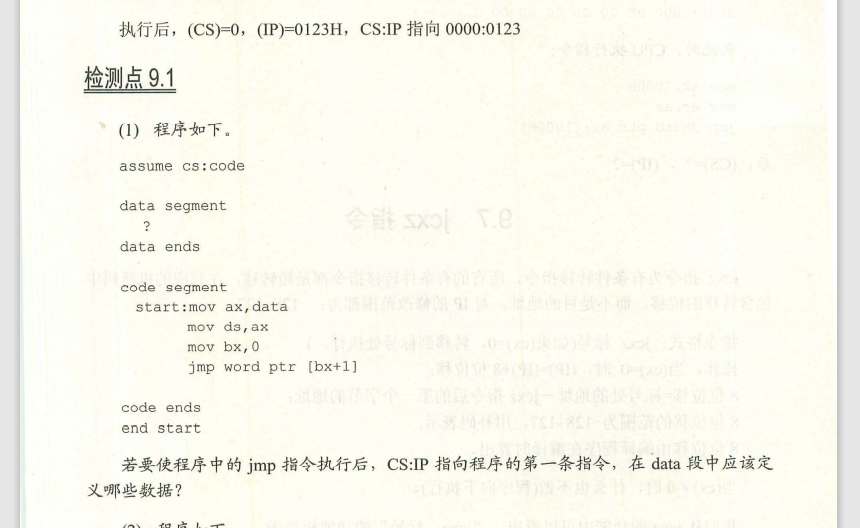 执行后，(CS)=0，(IP)=0123H，CS:IP 指向 0000:0123
检测点 9.1
(1) 程序如下。
assume cs:code
data segment
?
data ends
code segment
start:mov ax,data
mov ds,ax
mov bx,0
jmp word ptr [bx+1]
code ends
end start
若要使程序中的 jmp 指令执行后，CS:IP 指向程序的第一条指令，在 data 段中应该定
义哪些数据？
(2) 程序如下